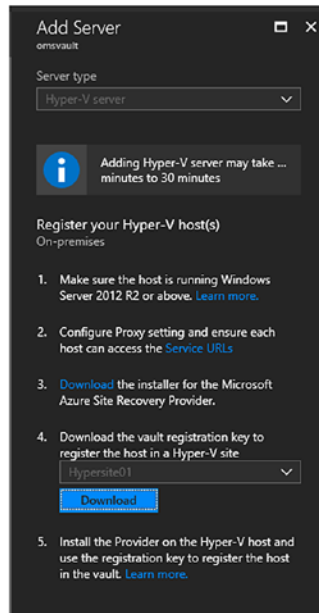 Add Server
omsvault
Server type
Hyper-V server
Adding Hyper-V server may take ...
minutes to 30 minutes
Register your Hyper-V host(s)
On-premises
1. Make sure the host is running Windows
Server 2012 R2 or above. Learn more.
2. Configure Proxy setting and ensure each
host can access the Service URLs
3. Download the installer for the Microsoft
Azure Site Recovery Provider.
4. Download the vault registration key to
register the host in a Hyper-V site
Hypersite01
Download
5. Install the Provider on the Hyper-V host and
use the registration key to register the host
in the vault. Learn more.